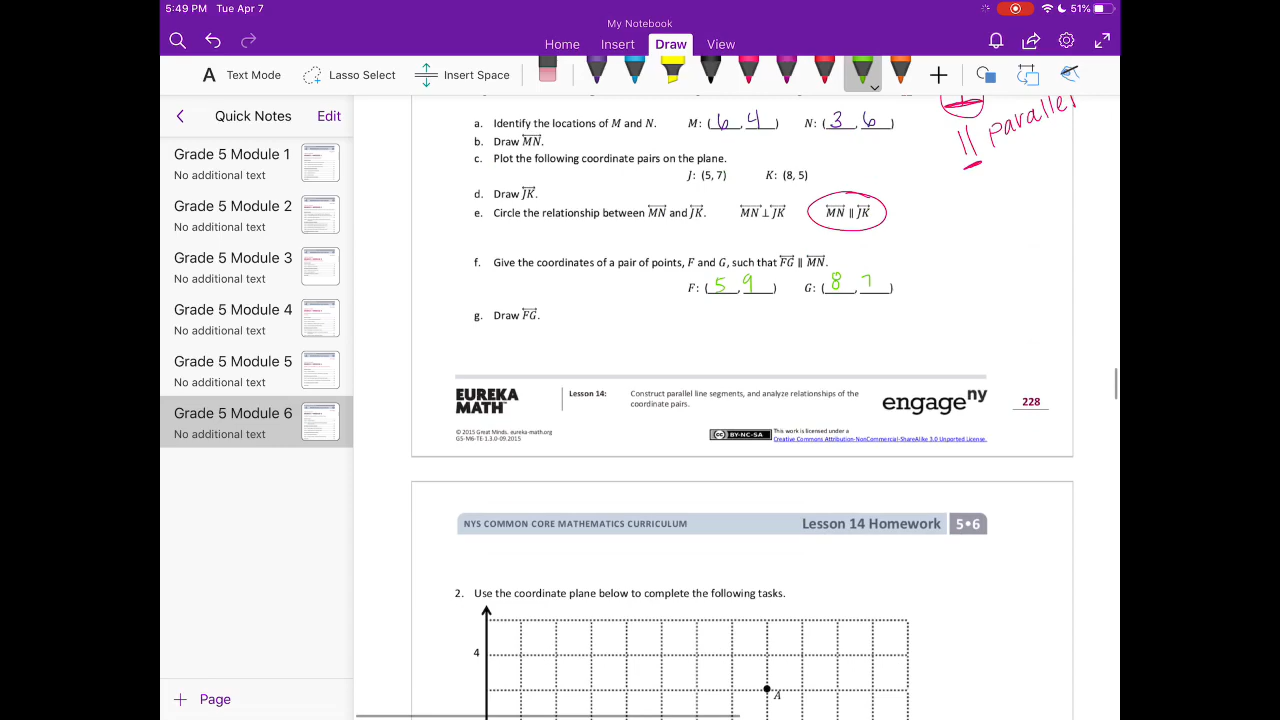 5:49 PM Tue Apr 7
51%
My Notebook
Home Insert Draw View
Text Mode Lasso Select Insert Space
Quick Notes Edit
Grade 5 Module 1
No additional text
Grade 5 Module 2
No additional text
Grade 5 Module 3
No additional text
Grade 5 Module 4
No additional text
Grade 5 Module 5
No additional text
Grade 5 Module 6
No additional text
Page
|| parallel
a. Identify the locations of M and N. M: (6, 4) N: (3, 6)
b. Draw MN.
Plot the following coordinate pairs on the plane.
J: (5, 7) K: (8, 5)
d. Draw JK.
Circle the relationship between MN and JK. MN ⊥ JK MN ∥ JK
f. Give the coordinates of a pair of points, F and G, such that FG ∥ MN.
F: (5, 9) G: (8, 7)
g. Draw FG.
EUREKA MATH™
Lesson 14: Construct parallel line segments, and analyze relationships of the
coordinate pairs.
engage ny
228
© 2015 Great Minds. eureka-math.org
G5-M6-TE-1.3.0-09.2015
CC BY-NC-SA
This work is licensed under a
Creative Commons Attribution-NonCommercial-ShareAlike 3.0 Unported License.
NYS COMMON CORE MATHEMATICS CURRICULUM Lesson 14 Homework 5•6
2. Use the coordinate plane below to complete the following tasks.
4
A